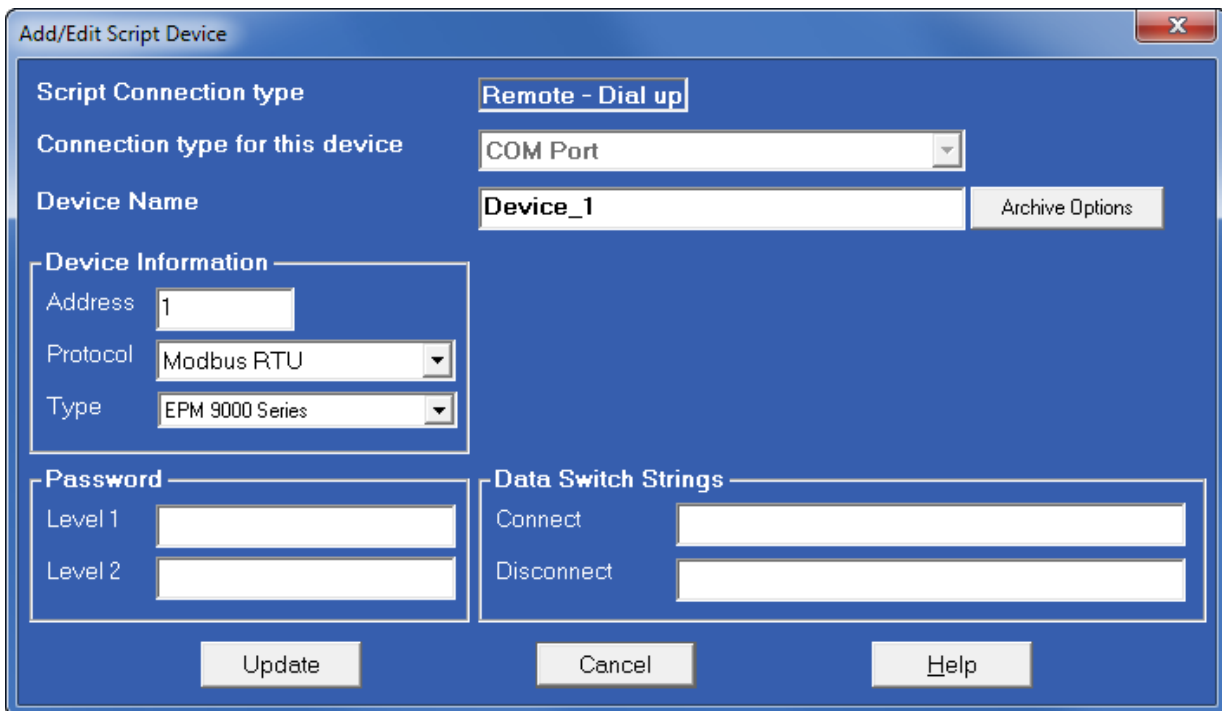 Add/Edit Script Device
Script Connection type Remote - Dial up
Connection type for this device COM Port
Device Name Device_1 Archive Options
Device Information
Address 1
Protocol Modbus RTU
Type EPM 9000 Series
Password
Level 1
Level 2
Data Switch Strings
Connect
Disconnect
Update Cancel Help